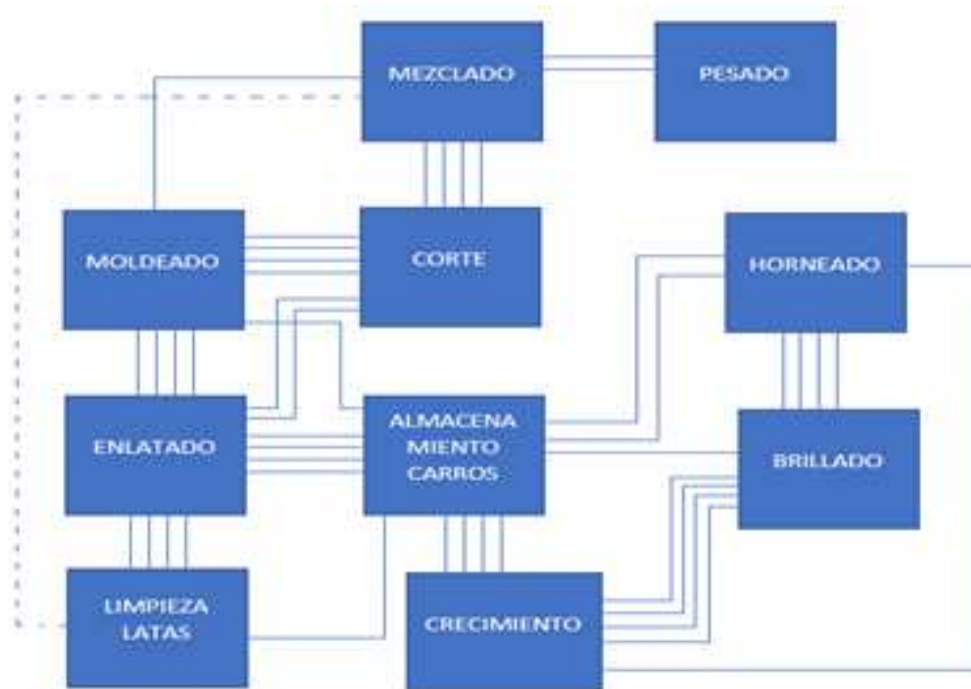 MEZCLADO
PESADO
MOLDEADO
CORTE
HORNEADO
ENLATADO
ALMACENA
MIENTO
CARROS
BRILLADO
LIMPIEZA
LATAS
CRECIMIENTO